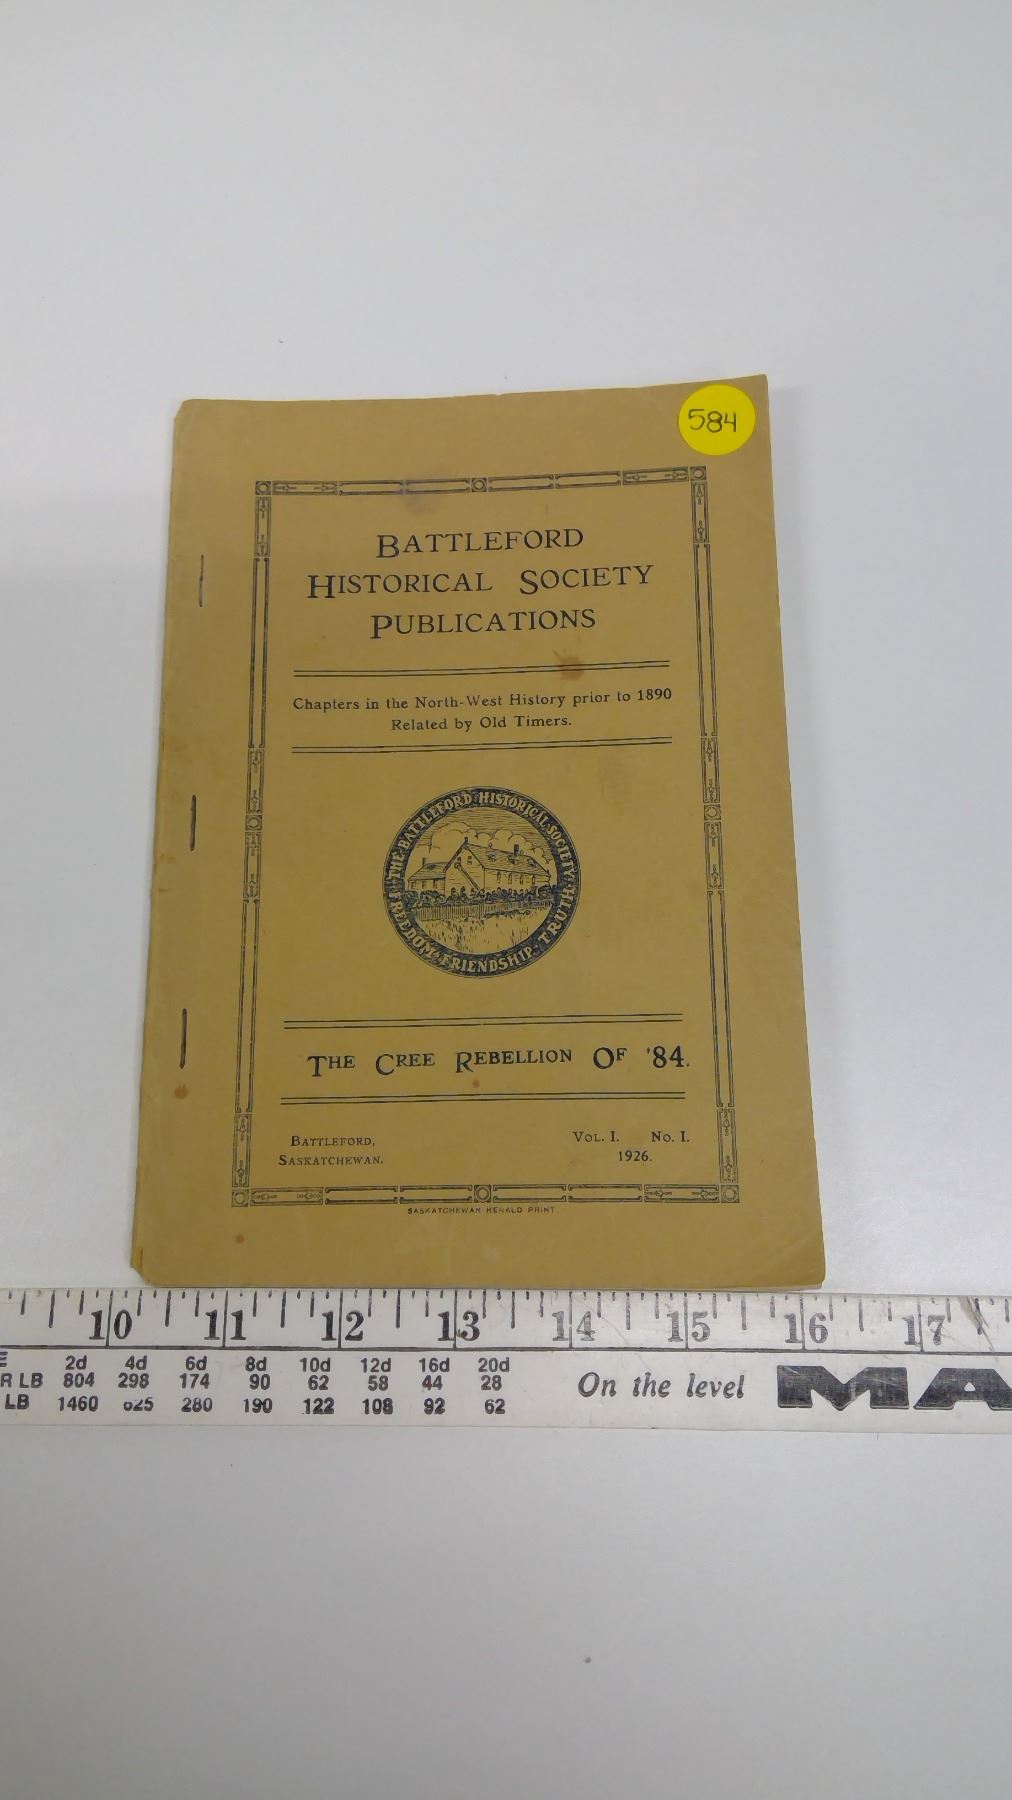 584
BATTLEFORD
HISTORICAL SOCIETY
PUBLICATIONS
Chapters in the North-West History prior to 1890
Related by Old Timers.
THE BATTLEFORD HISTORICAL SOCIETY.
FREEDOM · FRIENDSHIP · TRUTH
THE CREE REBELLION OF '84.
BATTLEFORD,
SASKATCHEWAN.
VOL. I. NO. I.
1926.
SASKATCHEWAN HERALD PRINT
10 11 12 13 14 15 16 17
E 2d 4d 6d 8d 10d 12d 16d 20d
R LB 804 298 174 90 62 58 44 28
LB 1460 625 280 190 122 108 92 62
On the level
MA